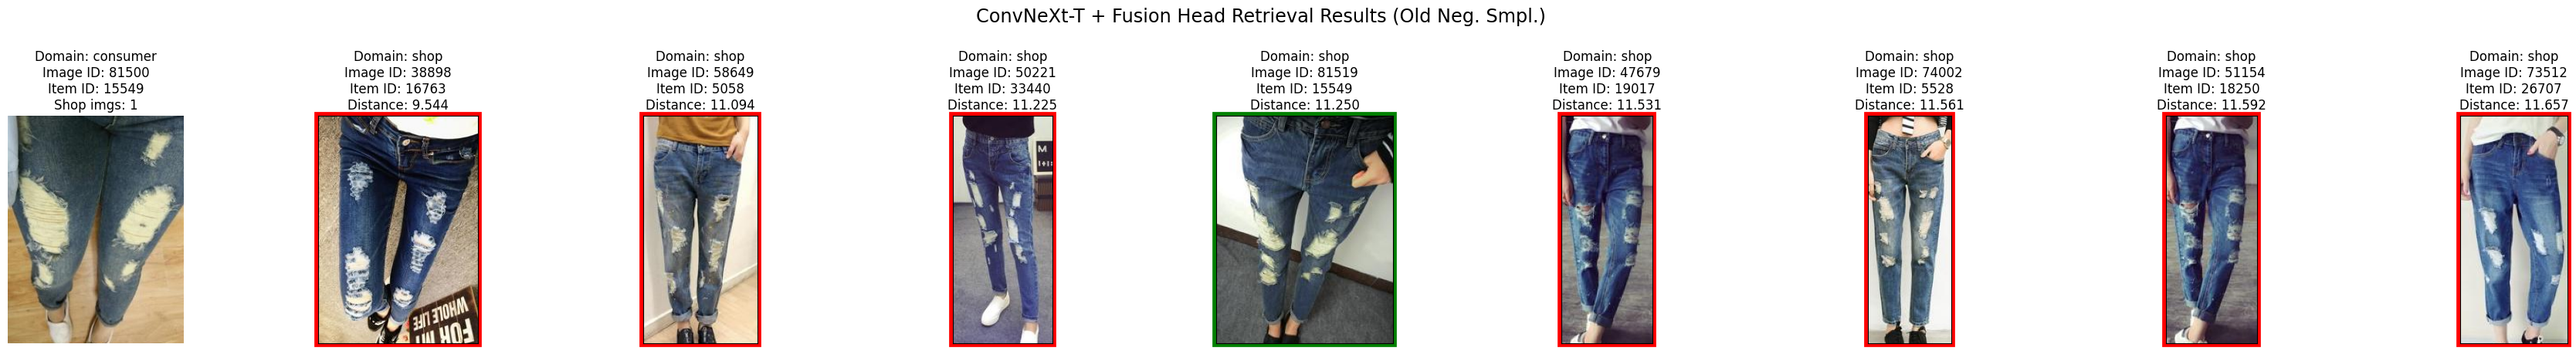 ConvNeXt-T + Fusion Head Retrieval Results (Old Neg. Smpl.)
Domain: consumer
Image ID: 81500
Item ID: 15549
Shop imgs: 1
Domain: shop
Image ID: 38898
Item ID: 16763
Distance: 9.544
Domain: shop
Image ID: 58649
Item ID: 5058
Distance: 11.094
Domain: shop
Image ID: 50221
Item ID: 33440
Distance: 11.225
Domain: shop
Image ID: 81519
Item ID: 15549
Distance: 11.250
Domain: shop
Image ID: 47679
Item ID: 19017
Distance: 11.531
Domain: shop
Image ID: 74002
Item ID: 5528
Distance: 11.561
Domain: shop
Image ID: 51154
Item ID: 18250
Distance: 11.592
Domain: shop
Image ID: 73512
Item ID: 26707
Distance: 11.657
WHOLE LIFE
FOR MY